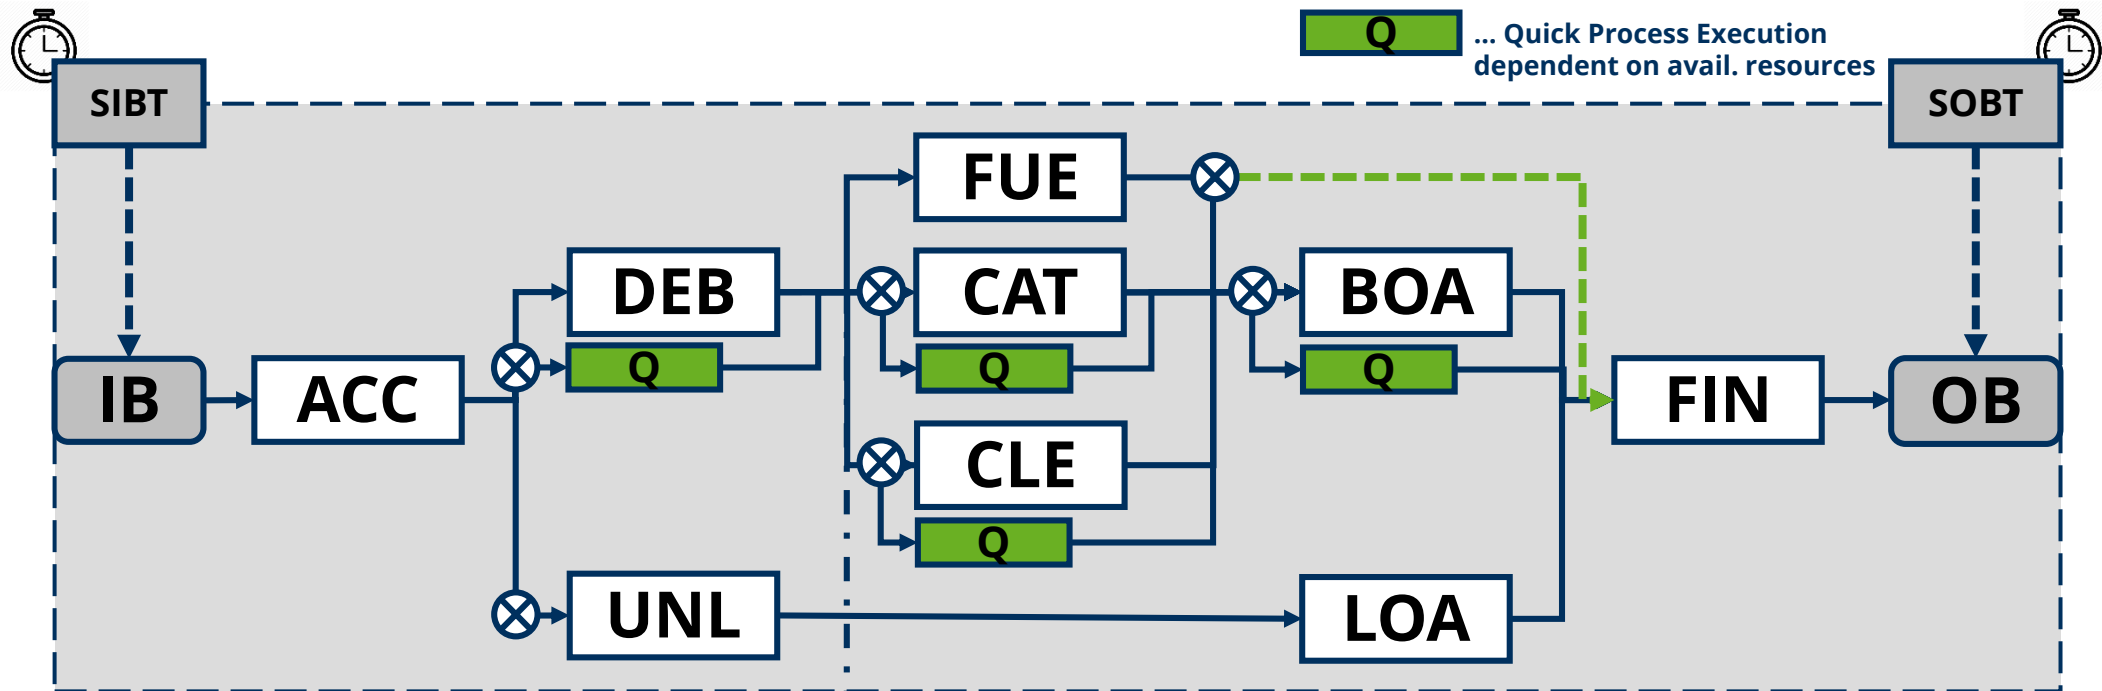 Q
... Quick Process Execution
dependent on avail. resources
SIBT
SOBT
FUE
DEB
CAT
BOA
Q
Q
Q
IB
ACC
FIN
OB
CLE
Q
UNL
LOA